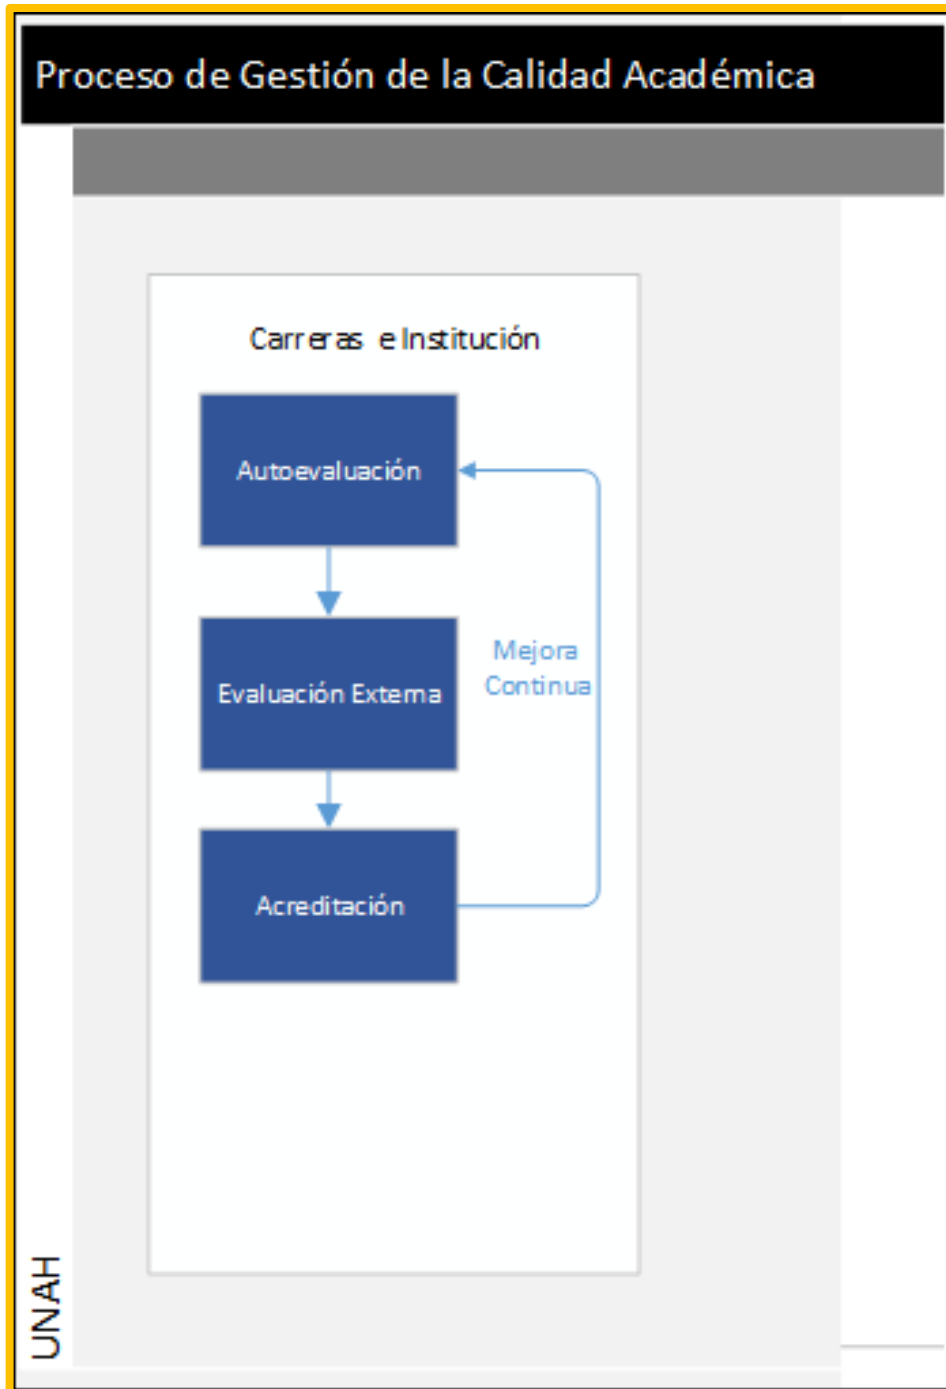 Proceso de Gestión de la Calidad Académica
Carreras e Institución
Autoevaluación
Mejora
Continua
Evaluación Externa
Acreditación
UNAH